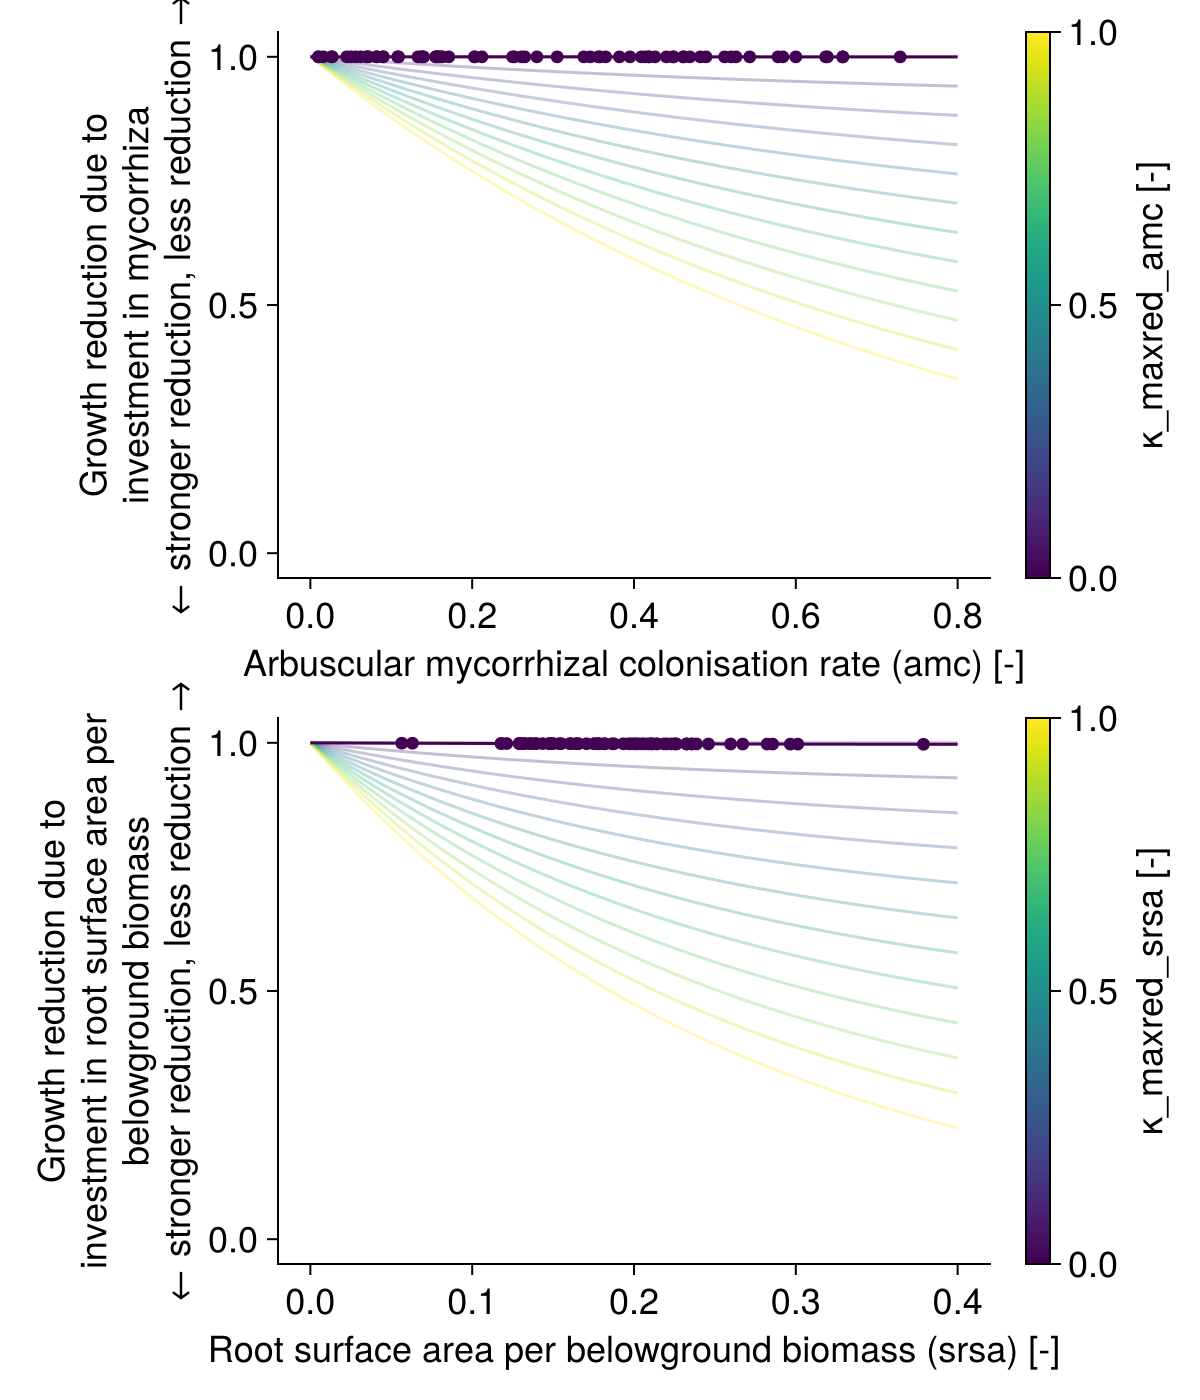 Growth reduction due to
investment in mycorrhiza
← stronger reduction, less reduction →
1.0
0.5
0.0
0.0 0.2 0.4 0.6 0.8
Arbuscular mycorrhizal colonisation rate (amc) [-]
1.0
0.5
0.0
κ_maxred_amc [-]
Growth reduction due to
investment in root surface area per
belowground biomass
← stronger reduction, less reduction →
1.0
0.5
0.0
0.0 0.1 0.2 0.3 0.4
Root surface area per belowground biomass (srsa) [-]
1.0
0.5
0.0
κ_maxred_srsa [-]